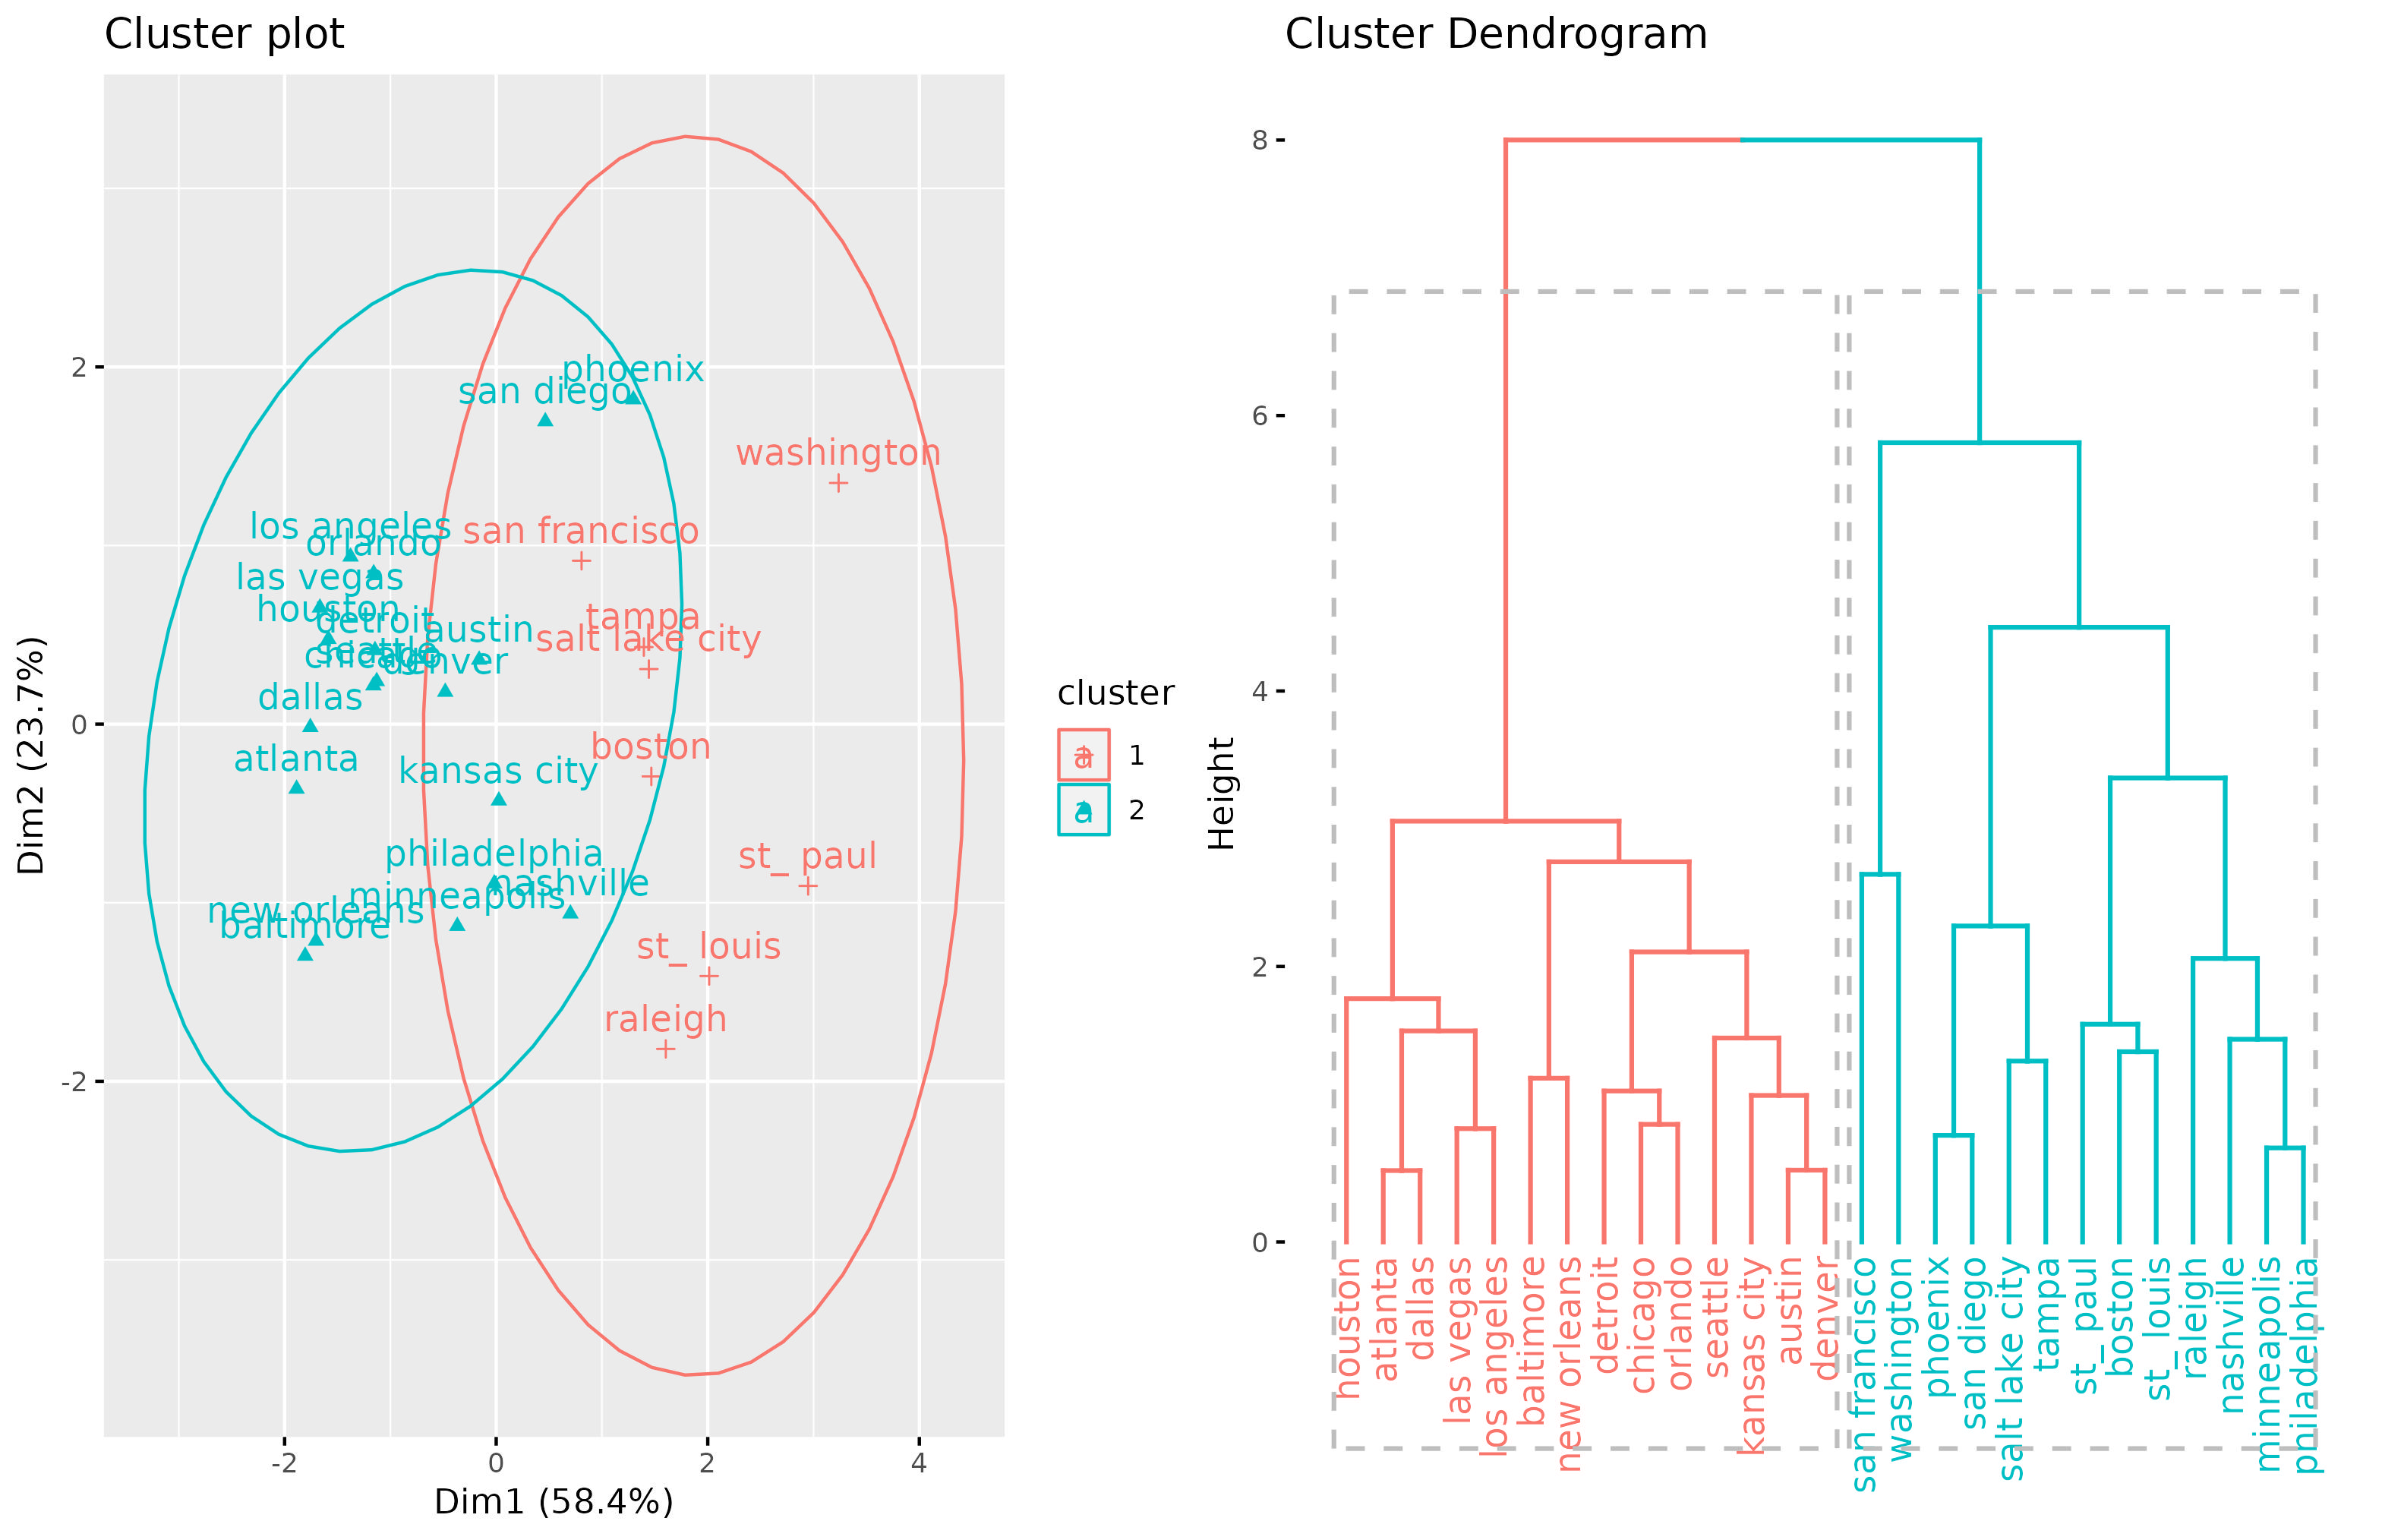 Cluster plot
phoenix
san diego
washington
los angeles
san francisco
orlando
las vegas
houston
tampa
detroit
austin
salt lake city
seattle
chicago
denver
dallas
boston
atlanta
kansas city
philadelphia
st_ paul
nashville
minneapolis
new orleans
baltimore
st_ louis
raleigh
2
0
-2
-2
0
2
4
Dim1 (58.4%)
Dim2 (23.7%)
cluster
a 1
a 2
Cluster Dendrogram
8
6
4
2
0
Height
houston
atlanta
dallas
las vegas
los angeles
baltimore
new orleans
detroit
chicago
orlando
seattle
kansas city
austin
denver
san francisco
washington
phoenix
san diego
salt lake city
tampa
st_ paul
boston
st_ louis
raleigh
nashville
minneapolis
philadelphia